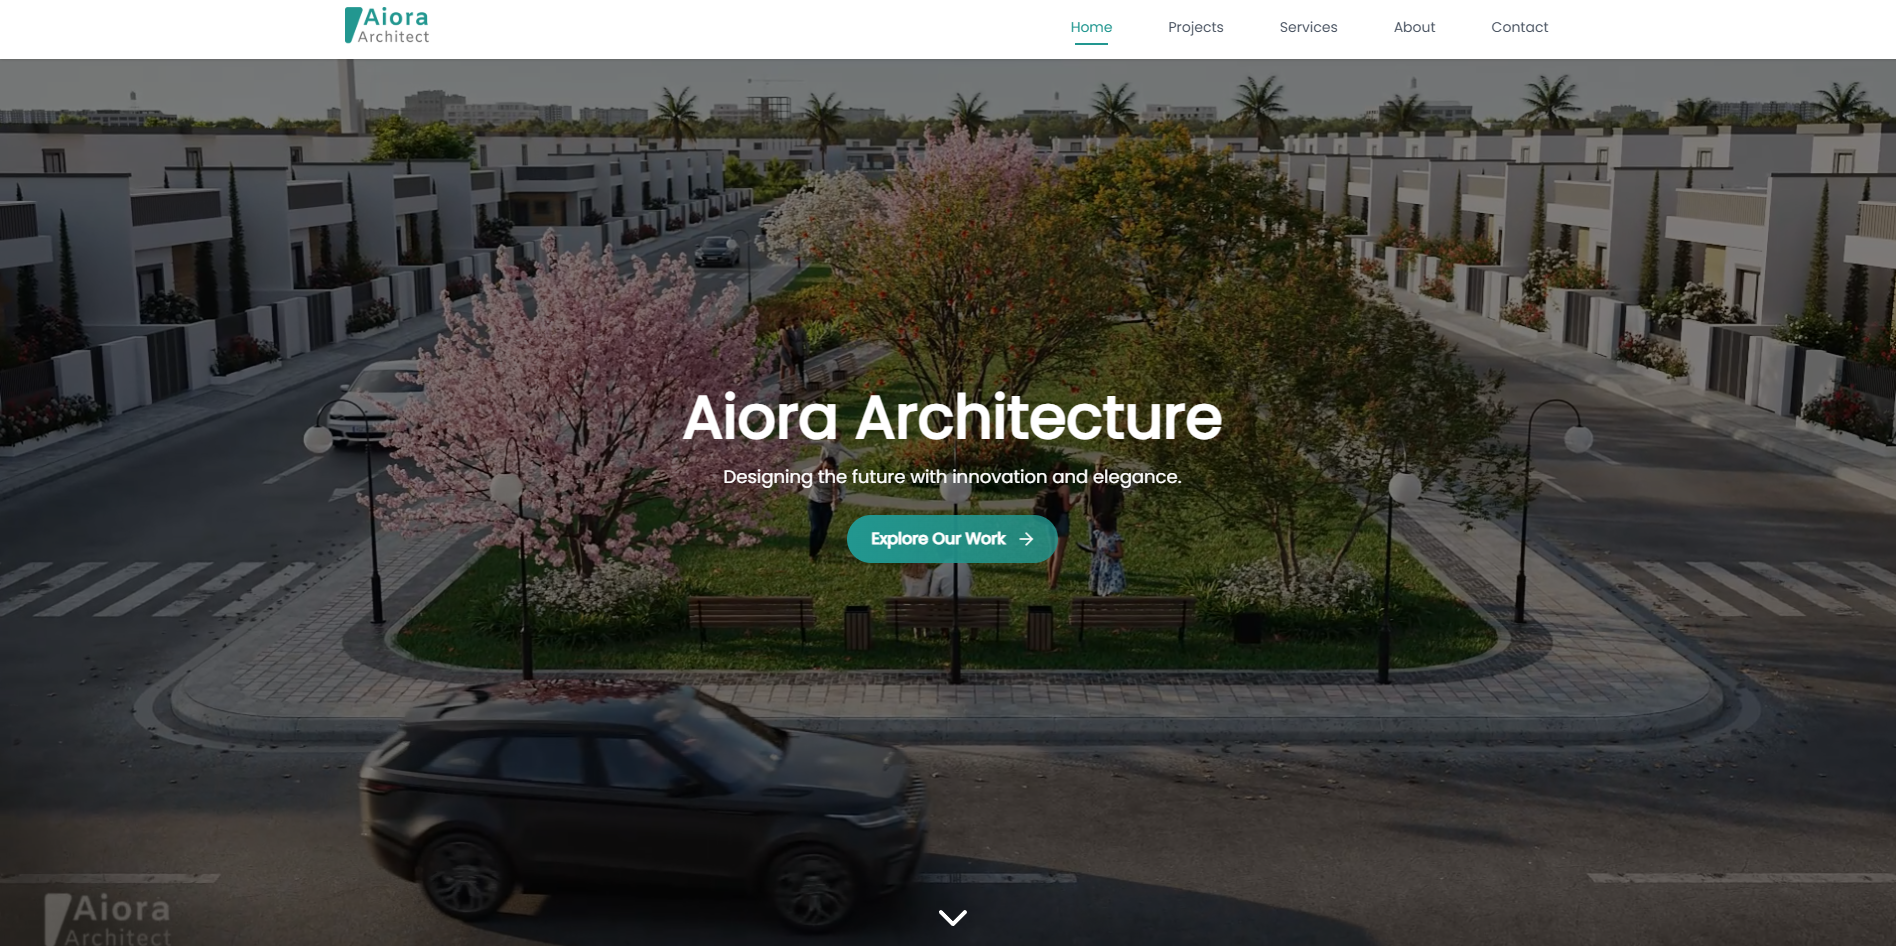 Aiora
Architect
Home
Projects
Services
About
Contact
Aiora Architecture
Designing the future with innovation and elegance.
Explore Our Work
Aiora
Architect